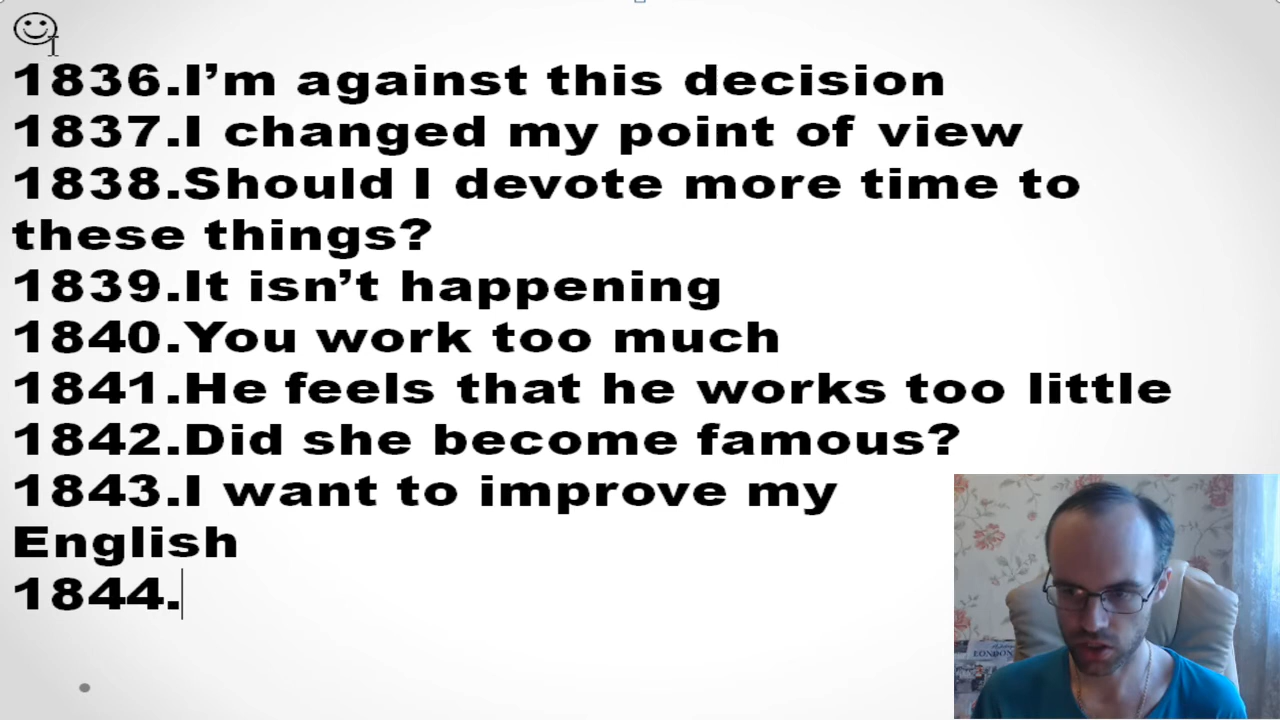 1836.I’m against this decision
1837.I changed my point of view
1838.Should I devote more time to
these things?
1839.It isn’t happening
1840.You work too much
1841.He feels that he works too little
1842.Did she become famous?
1843.I want to improve my
English
1844.
LONDON